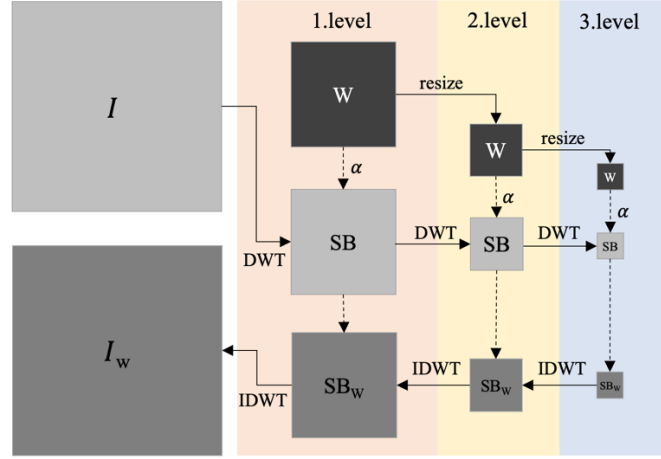 1.level
2.level
3.level
I
W
resize
W
resize
W
α
α
α
DWT
SB
DWT
SB
DWT
SB
I_w
IDWT
SB_W
IDWT
SB_W
IDWT
SB_W